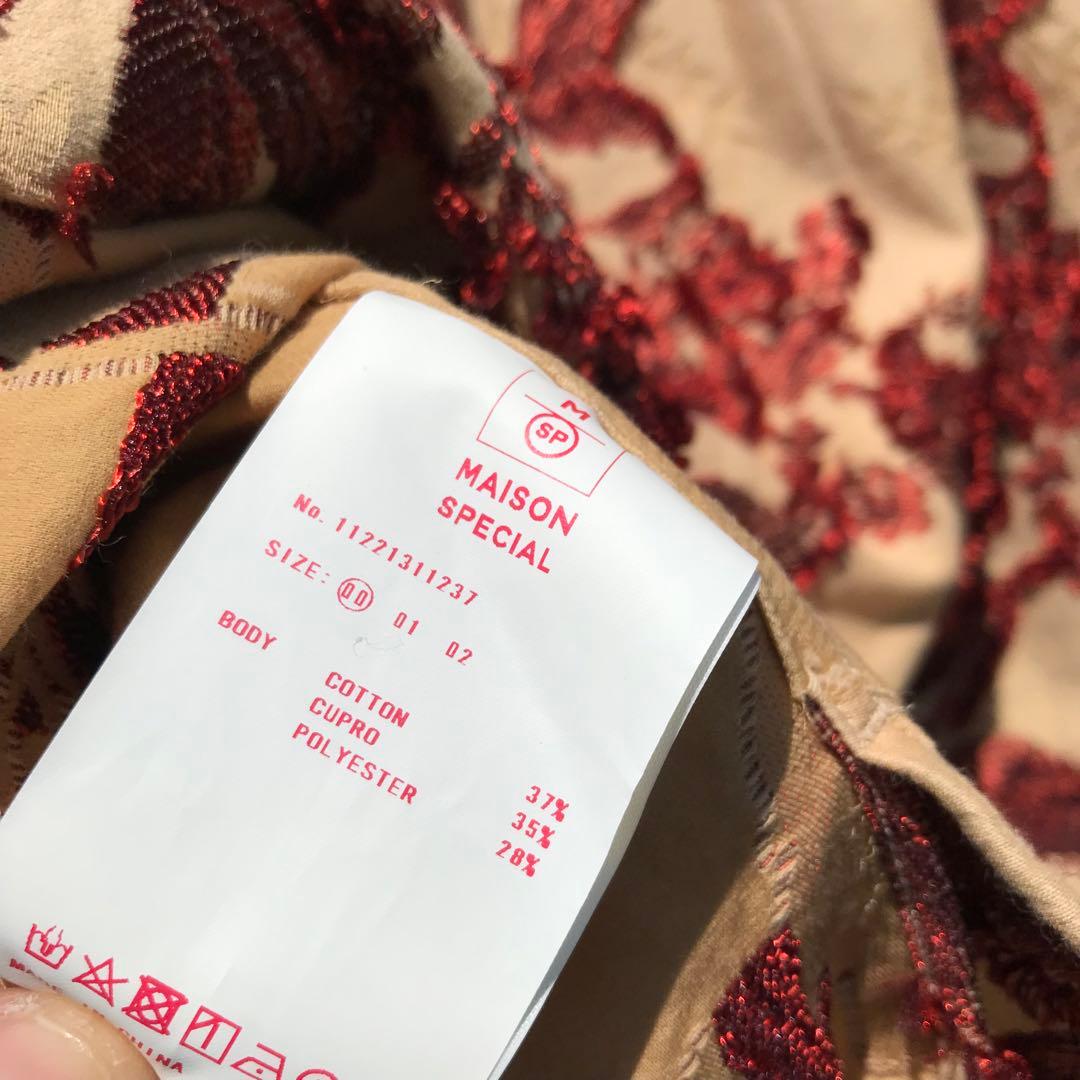 M
SP
MAISON
SPECIAL
No. 11221311237
SIZE: 00 01 02
BODY
COTTON 37%
CUPRO 35%
POLYESTER 28%